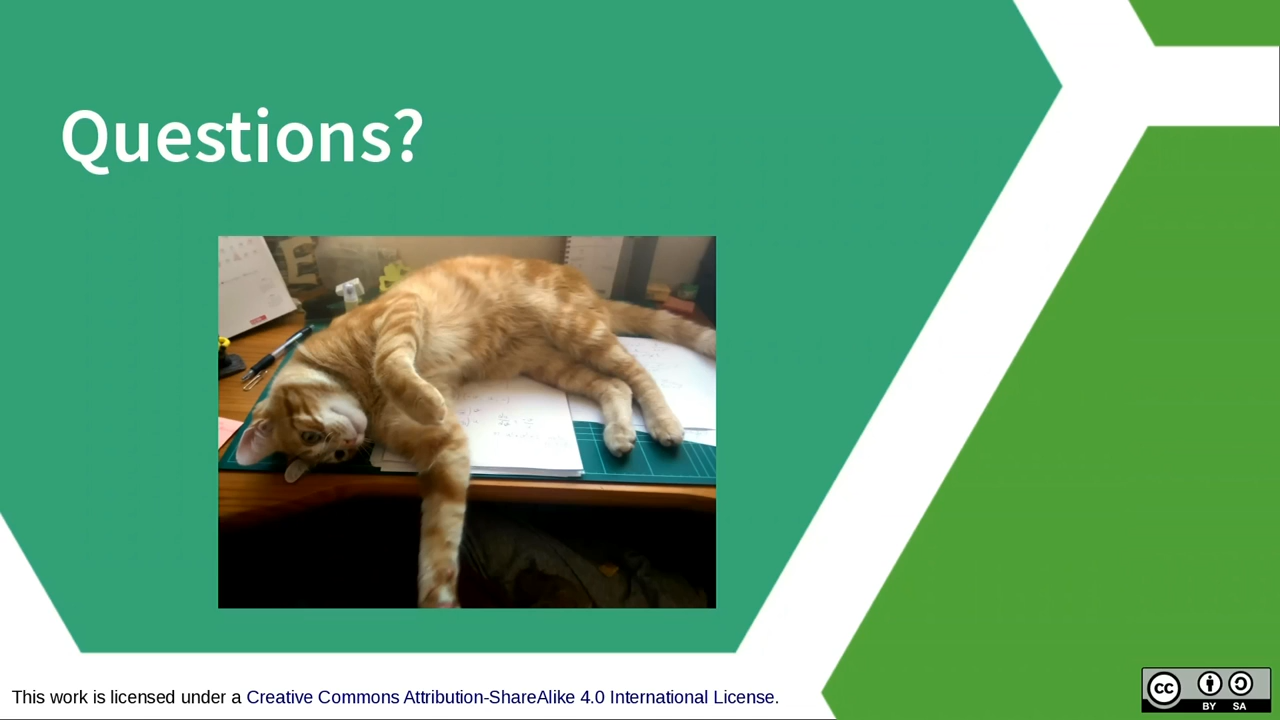 Questions?
E
This work is licensed under a Creative Commons Attribution-ShareAlike 4.0 International License.
cc
BY SA